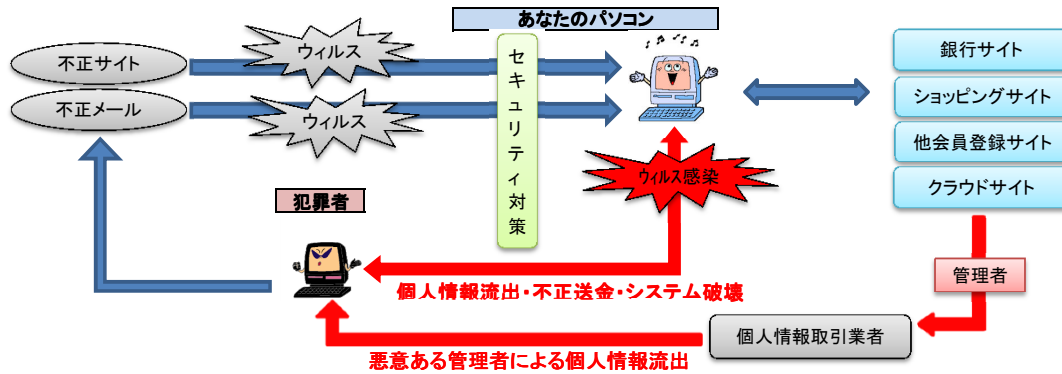 あなたのパソコン
不正サイト
ウィルス
不正メール
ウィルス
セキュリティ対策
銀行サイト
ショッピングサイト
他会員登録サイト
クラウドサイト
ウィルス感染
犯罪者
個人情報流出・不正送金・システム破壊
管理者
個人情報取引業者
悪意ある管理者による個人情報流出